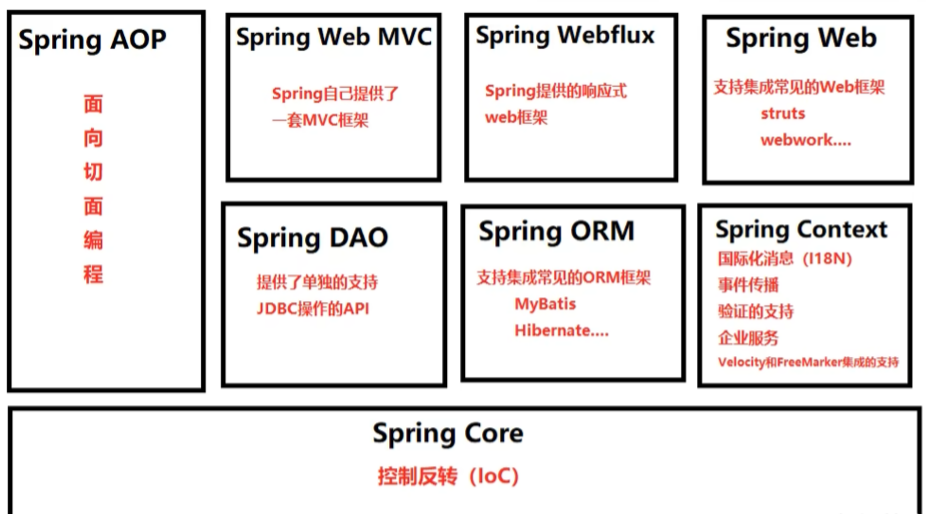 Spring AOP
面
向
切
面
编
程
Spring Web MVC
Spring自己提供了
一套MVC框架
Spring Webflux
Spring提供的响应式
web框架
Spring Web
支持集成常见的Web框架
struts
webwork....
Spring DAO
提供了单独的支持
JDBC操作的API
Spring ORM
支持集成常见的ORM框架
MyBatis
Hibernate....
Spring Context
国际化消息（I18N）
事件传播
验证的支持
企业服务
Velocity和FreeMarker集成的支持
Spring Core
控制反转（IoC）